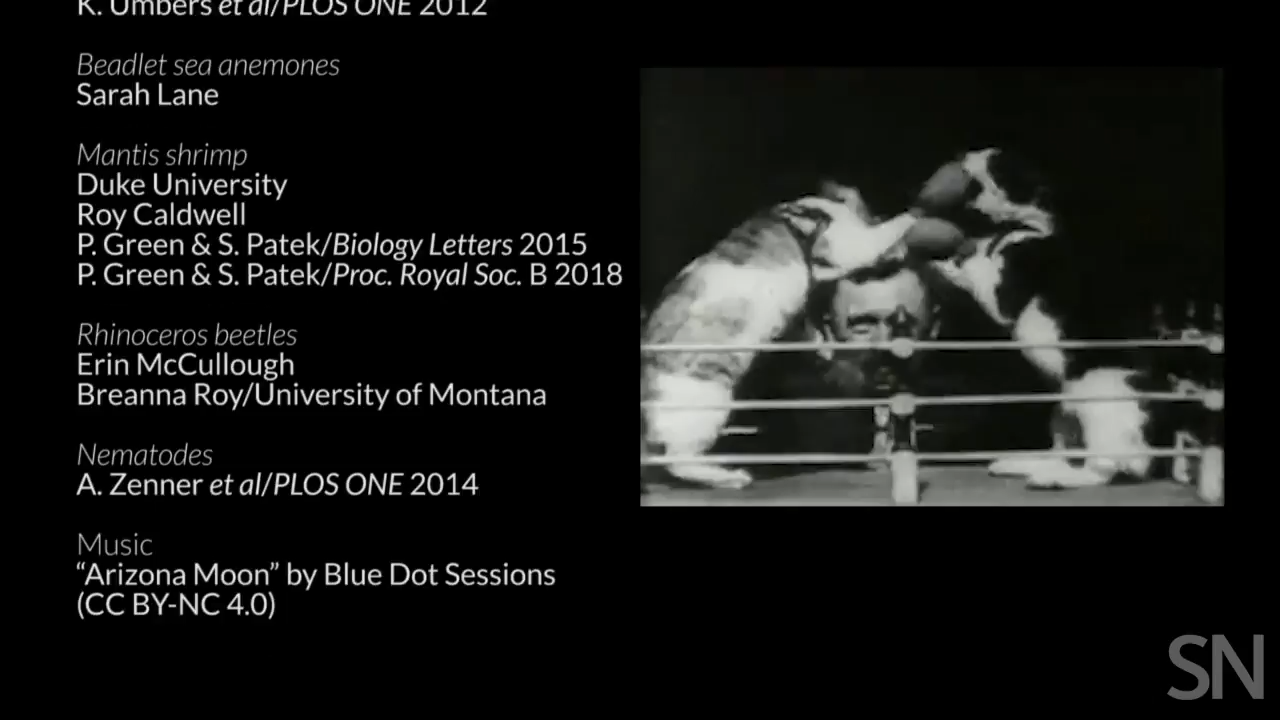 K. Umbers et al/PLOS ONE 2012
Beadlet sea anemones
Sarah Lane
Mantis shrimp
Duke University
Roy Caldwell
P. Green & S. Patek/Biology Letters 2015
P. Green & S. Patek/Proc. Royal Soc. B 2018
Rhinoceros beetles
Erin McCullough
Breanna Roy/University of Montana
Nematodes
A. Zenner et al/PLOS ONE 2014
Music
“Arizona Moon” by Blue Dot Sessions
(CC BY-NC 4.0)
SN